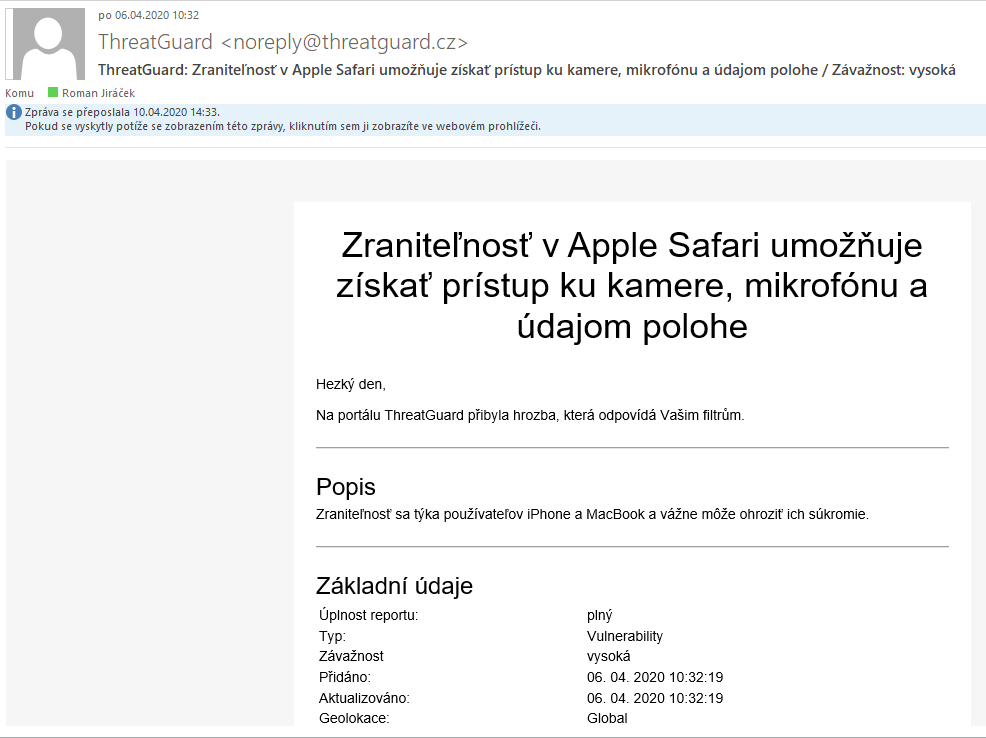 po 06.04.2020 10:32
ThreatGuard <noreply@threatguard.cz>
ThreatGuard: Zraniteľnosť v Apple Safari umožňuje získať prístup ku kamere, mikrofónu a údajom polohe / Závažnost: vysoká
Komu Roman Jiráček
Zpráva se přeposlala 10.04.2020 14:33.
Pokud se vyskytly potíže se zobrazením této zprávy, kliknutím sem ji zobrazíte ve webovém prohlížeči.
Zraniteľnosť v Apple Safari umožňuje
získať prístup ku kamere, mikrofónu a
údajom polohe
Hezký den,
Na portálu ThreatGuard přibyla hrozba, která odpovídá Vašim filtrům.
Popis
Zraniteľnosť sa týka používateľov iPhone a MacBook a vážne môže ohroziť ich súkromie.
Základní údaje
Úplnost reportu: plný
Typ: Vulnerability
Závažnost vysoká
Přidáno: 06. 04. 2020 10:32:19
Aktualizováno: 06. 04. 2020 10:32:19
Geolokace: Global